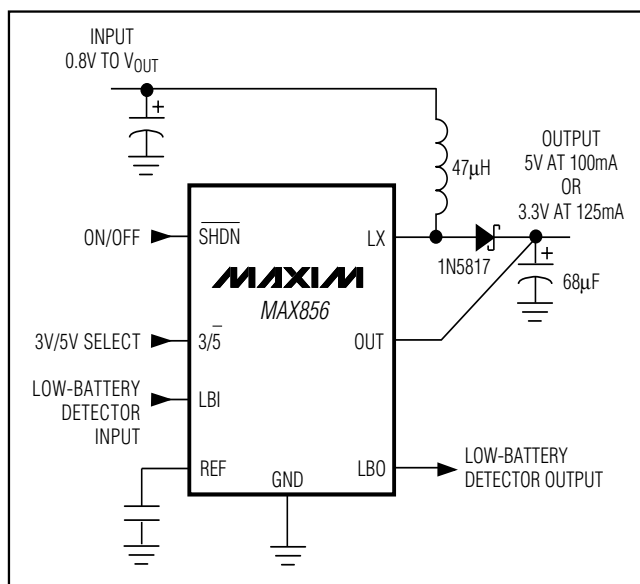 INPUT
0.8V TO VOUT
47µH
OUTPUT
5V AT 100mA
OR
3.3V AT 125mA
ON/OFF
SHDN
LX
1N5817
68µF
+
+
MAXIM
MAX856
3V/5V SELECT
3/5
OUT
LOW-BATTERY
DETECTOR
INPUT
LBI
REF
GND
LBO
LOW-BATTERY
DETECTOR OUTPUT